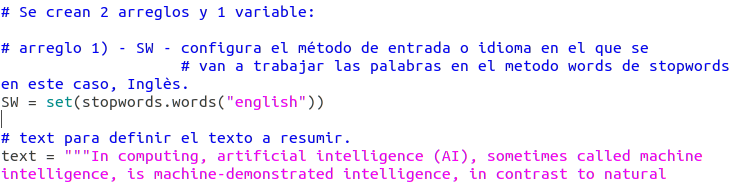 # Se crean 2 arreglos y 1 variable:
# arreglo 1) - SW - configura el método de entrada o idioma en el que se
# van a trabajar las palabras en el metodo words de stopwords
en este caso, Inglès.
SW = set(stopwords.words("english"))
# text para definir el texto a resumir.
text = """In computing, artificial intelligence (AI), sometimes called machine
intelligence, is machine-demonstrated intelligence, in contrast to natural